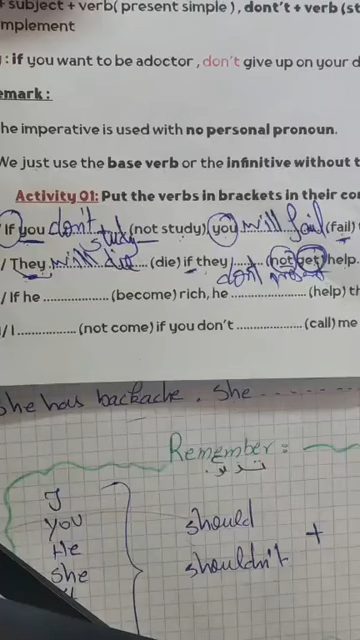 + subject + verb( present simple ), dont't + verb (st
mplement
: if you want to be adoctor , don't give up on your d
emark :
he imperative is used with no personal pronoun.
We just use the base verb or the infinitive without t
Activity 01: Put the verbs in brackets in their co
/ If you don't study (not study), you will fail (fail)
/ They will die (die) if they don't (not get) help.
/ If he .................. (become) rich, he .................. (help) th
/ I .................. (not come) if you don't .................. (call) me
She has backache. She ........
Remember :
I
you
He
She
should
shouldn't
+